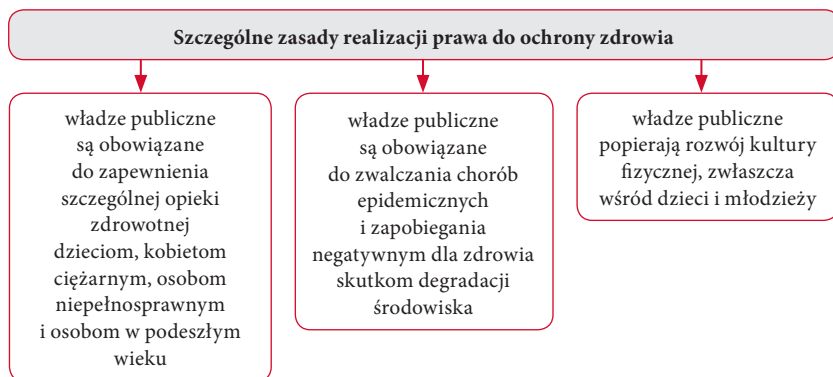 Szczególne zasady realizacji prawa do ochrony zdrowia
władze publiczne
są obowiązane
do zapewnienia
szczególnej opieki
zdrowotnej
dzieciom, kobietom
ciężarnym, osobom
niepełnosprawnym
i osobom w podeszłym
wieku
władze publiczne
są obowiązane
do zwalczania chorób
epidemicznych
i zapobiegania
negatywnym dla zdrowia
skutkom degradacji
środowiska
władze publiczne
popierają rozwój kultury
fizycznej, zwłaszcza
wśród dzieci i młodzieży